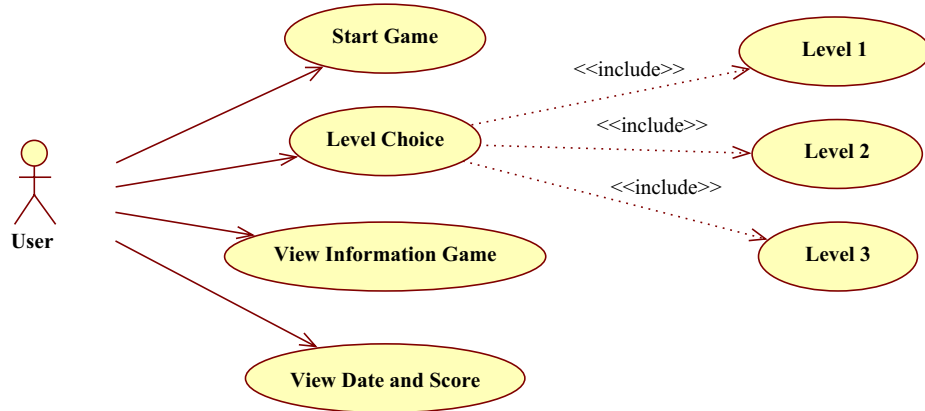 Start Game
Level 1
<<include>>
Level Choice
<<include>>
Level 2
<<include>>
User
View Information Game
Level 3
View Date and Score